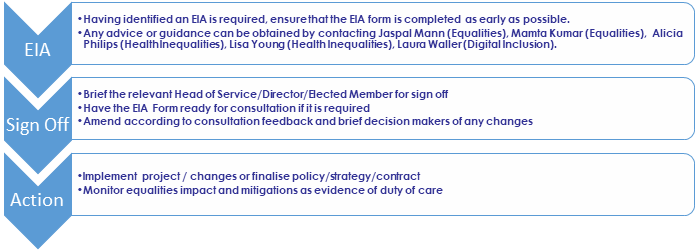 EIA
•Having identified an EIA is required, ensure that the EIA form is completed as early as possible.
•Any advice or guidance can be obtained by contacting Jaspal Mann (Equalities), Mamta Kumar (Equalities), Alicia
Philips (Health Inequalities), Lisa Young (Health Inequalities), Laura Waller (Digital Inclusion).
Sign Off
•Brief the relevant Head of Service/Director/Elected Member for sign off
•Have the EIA Form ready for consultation if it is required
•Amend according to consultation feedback and brief decision makers of any changes
Action
•Implement project / changes or finalise policy/strategy/contract
•Monitor equalities impact and mitigations as evidence of duty of care